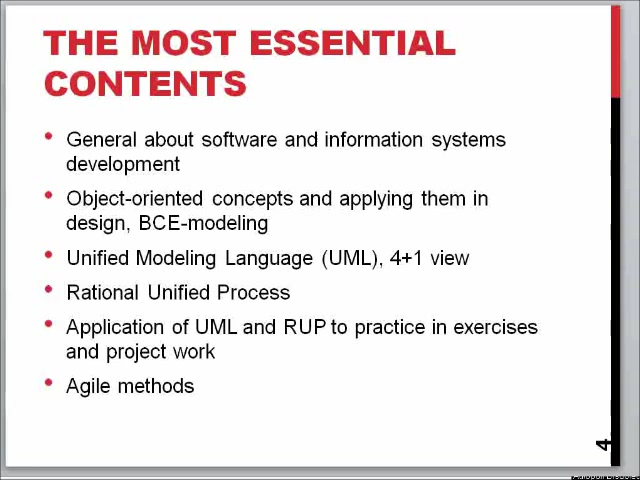 THE MOST ESSENTIAL
CONTENTS
• General about software and information systems
development
• Object-oriented concepts and applying them in
design, BCE-modeling
• Unified Modeling Language (UML), 4+1 view
• Rational Unified Process
• Application of UML and RUP to practice in exercises
and project work
• Agile methods
4